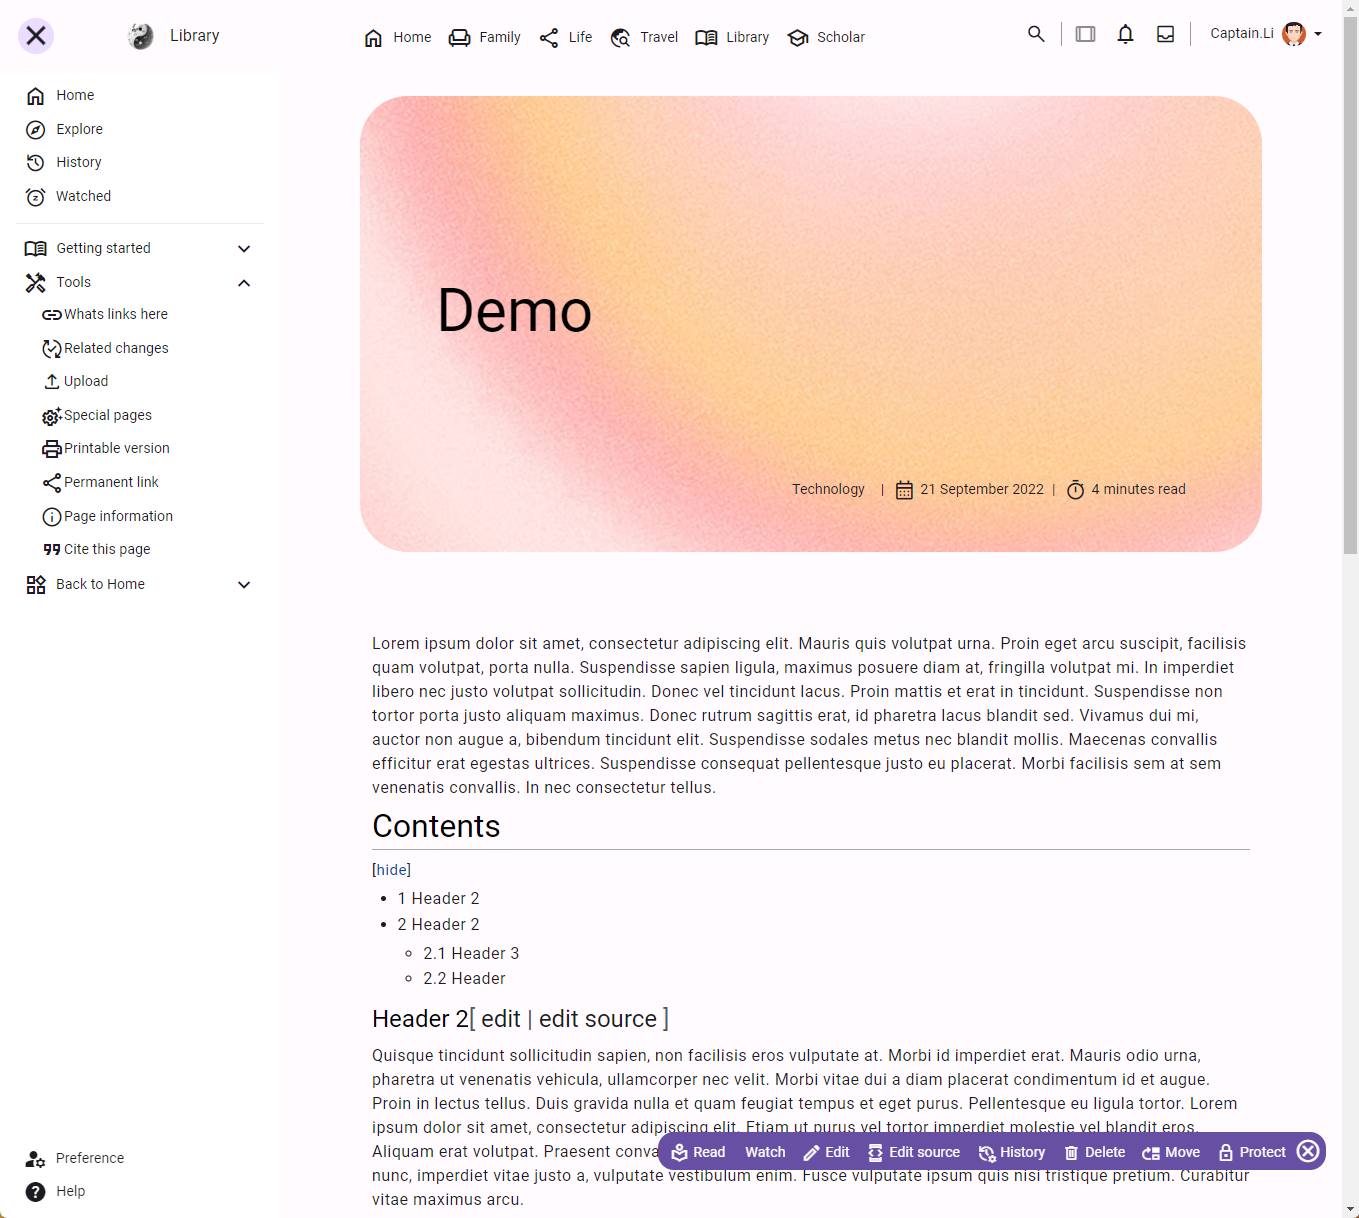 Library
Home
Family
Life
Travel
Library
Scholar
Captain.Li
Home
Explore
History
Watched
Getting started
Tools
Whats links here
Related changes
Upload
Special pages
Printable version
Permanent link
Page information
Cite this page
Back to Home
Preference
Help
Demo
Technology | 21 September 2022 | 4 minutes read
Lorem ipsum dolor sit amet, consectetur adipiscing elit. Mauris quis volutpat urna. Proin eget arcu suscipit, facilisis
quam volutpat, porta nulla. Suspendisse sapien ligula, maximus posuere diam at, fringilla volutpat mi. In imperdiet
libero nec justo volutpat sollicitudin. Donec vel tincidunt lacus. Proin mattis et erat in tincidunt. Suspendisse non
tortor porta justo aliquam maximus. Donec rutrum sagittis erat, id pharetra lacus blandit sed. Vivamus dui mi,
auctor non augue a, bibendum tincidunt elit. Suspendisse sodales metus nec blandit mollis. Maecenas convallis
efficitur erat egestas ultrices. Suspendisse consequat pellentesque justo eu placerat. Morbi facilisis sem at sem
venenatis convallis. In nec consectetur tellus.
Contents
[hide]
1 Header 2
2 Header 2
2.1 Header 3
2.2 Header
Header 2[ edit | edit source ]
Quisque tincidunt sollicitudin sapien, non facilisis eros vulputate at. Morbi id imperdiet erat. Mauris odio urna,
pharetra ut venenatis vehicula, ullamcorper nec velit. Morbi vitae dui a diam placerat condimentum id et augue.
Proin in lectus tellus. Duis gravida nulla et quam feugiat tempus et eget purus. Pellentesque eu ligula tortor. Lorem
ipsum dolor sit amet, consectetur adipiscing elit. Etiam ut purus vel tortor imperdiet molestie vel blandit eros.
Aliquam erat volutpat. Praesent
nunc, imperdiet vitae justo a, vulputate vestibulum enim. Fusce vulputate ipsum quis nisi tristique pretium. Curabitur
vitae maximus arcu.
Read
Watch
Edit
Edit source
History
Delete
Move
Protect